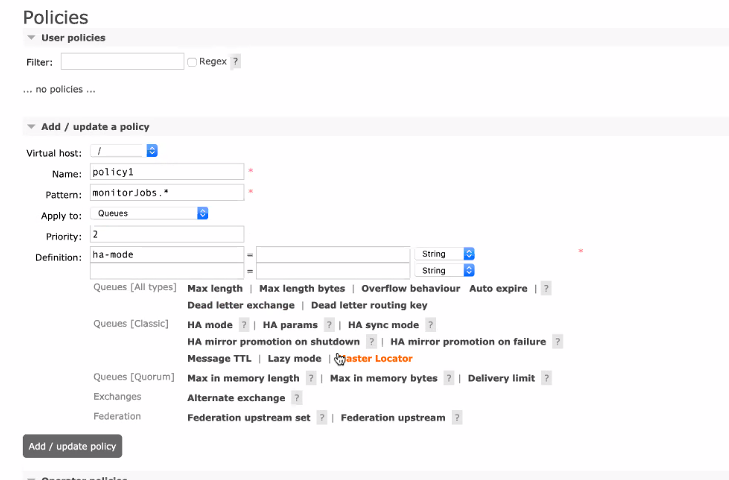 Policies
User policies
Filter: Regex ?
... no policies ...
Add / update a policy
Virtual host: /
Name: policy1 *
Pattern: monitorJobs.* *
Apply to: Queues
Priority: 2
Definition: ha-mode = String *
= String
Queues [All types] Max length | Max length bytes | Overflow behaviour Auto expire | ?
Dead letter exchange | Dead letter routing key
Queues [Classic] HA mode ? | HA params ? | HA sync mode ?
HA mirror promotion on shutdown ? | HA mirror promotion on failure ?
Message TTL | Lazy mode | Master Locator
Queues [Quorum] Max in memory length ? | Max in memory bytes ? | Delivery limit ?
Exchanges Alternate exchange ?
Federation Federation upstream set ? | Federation upstream ?
Add / update policy
Operator policies